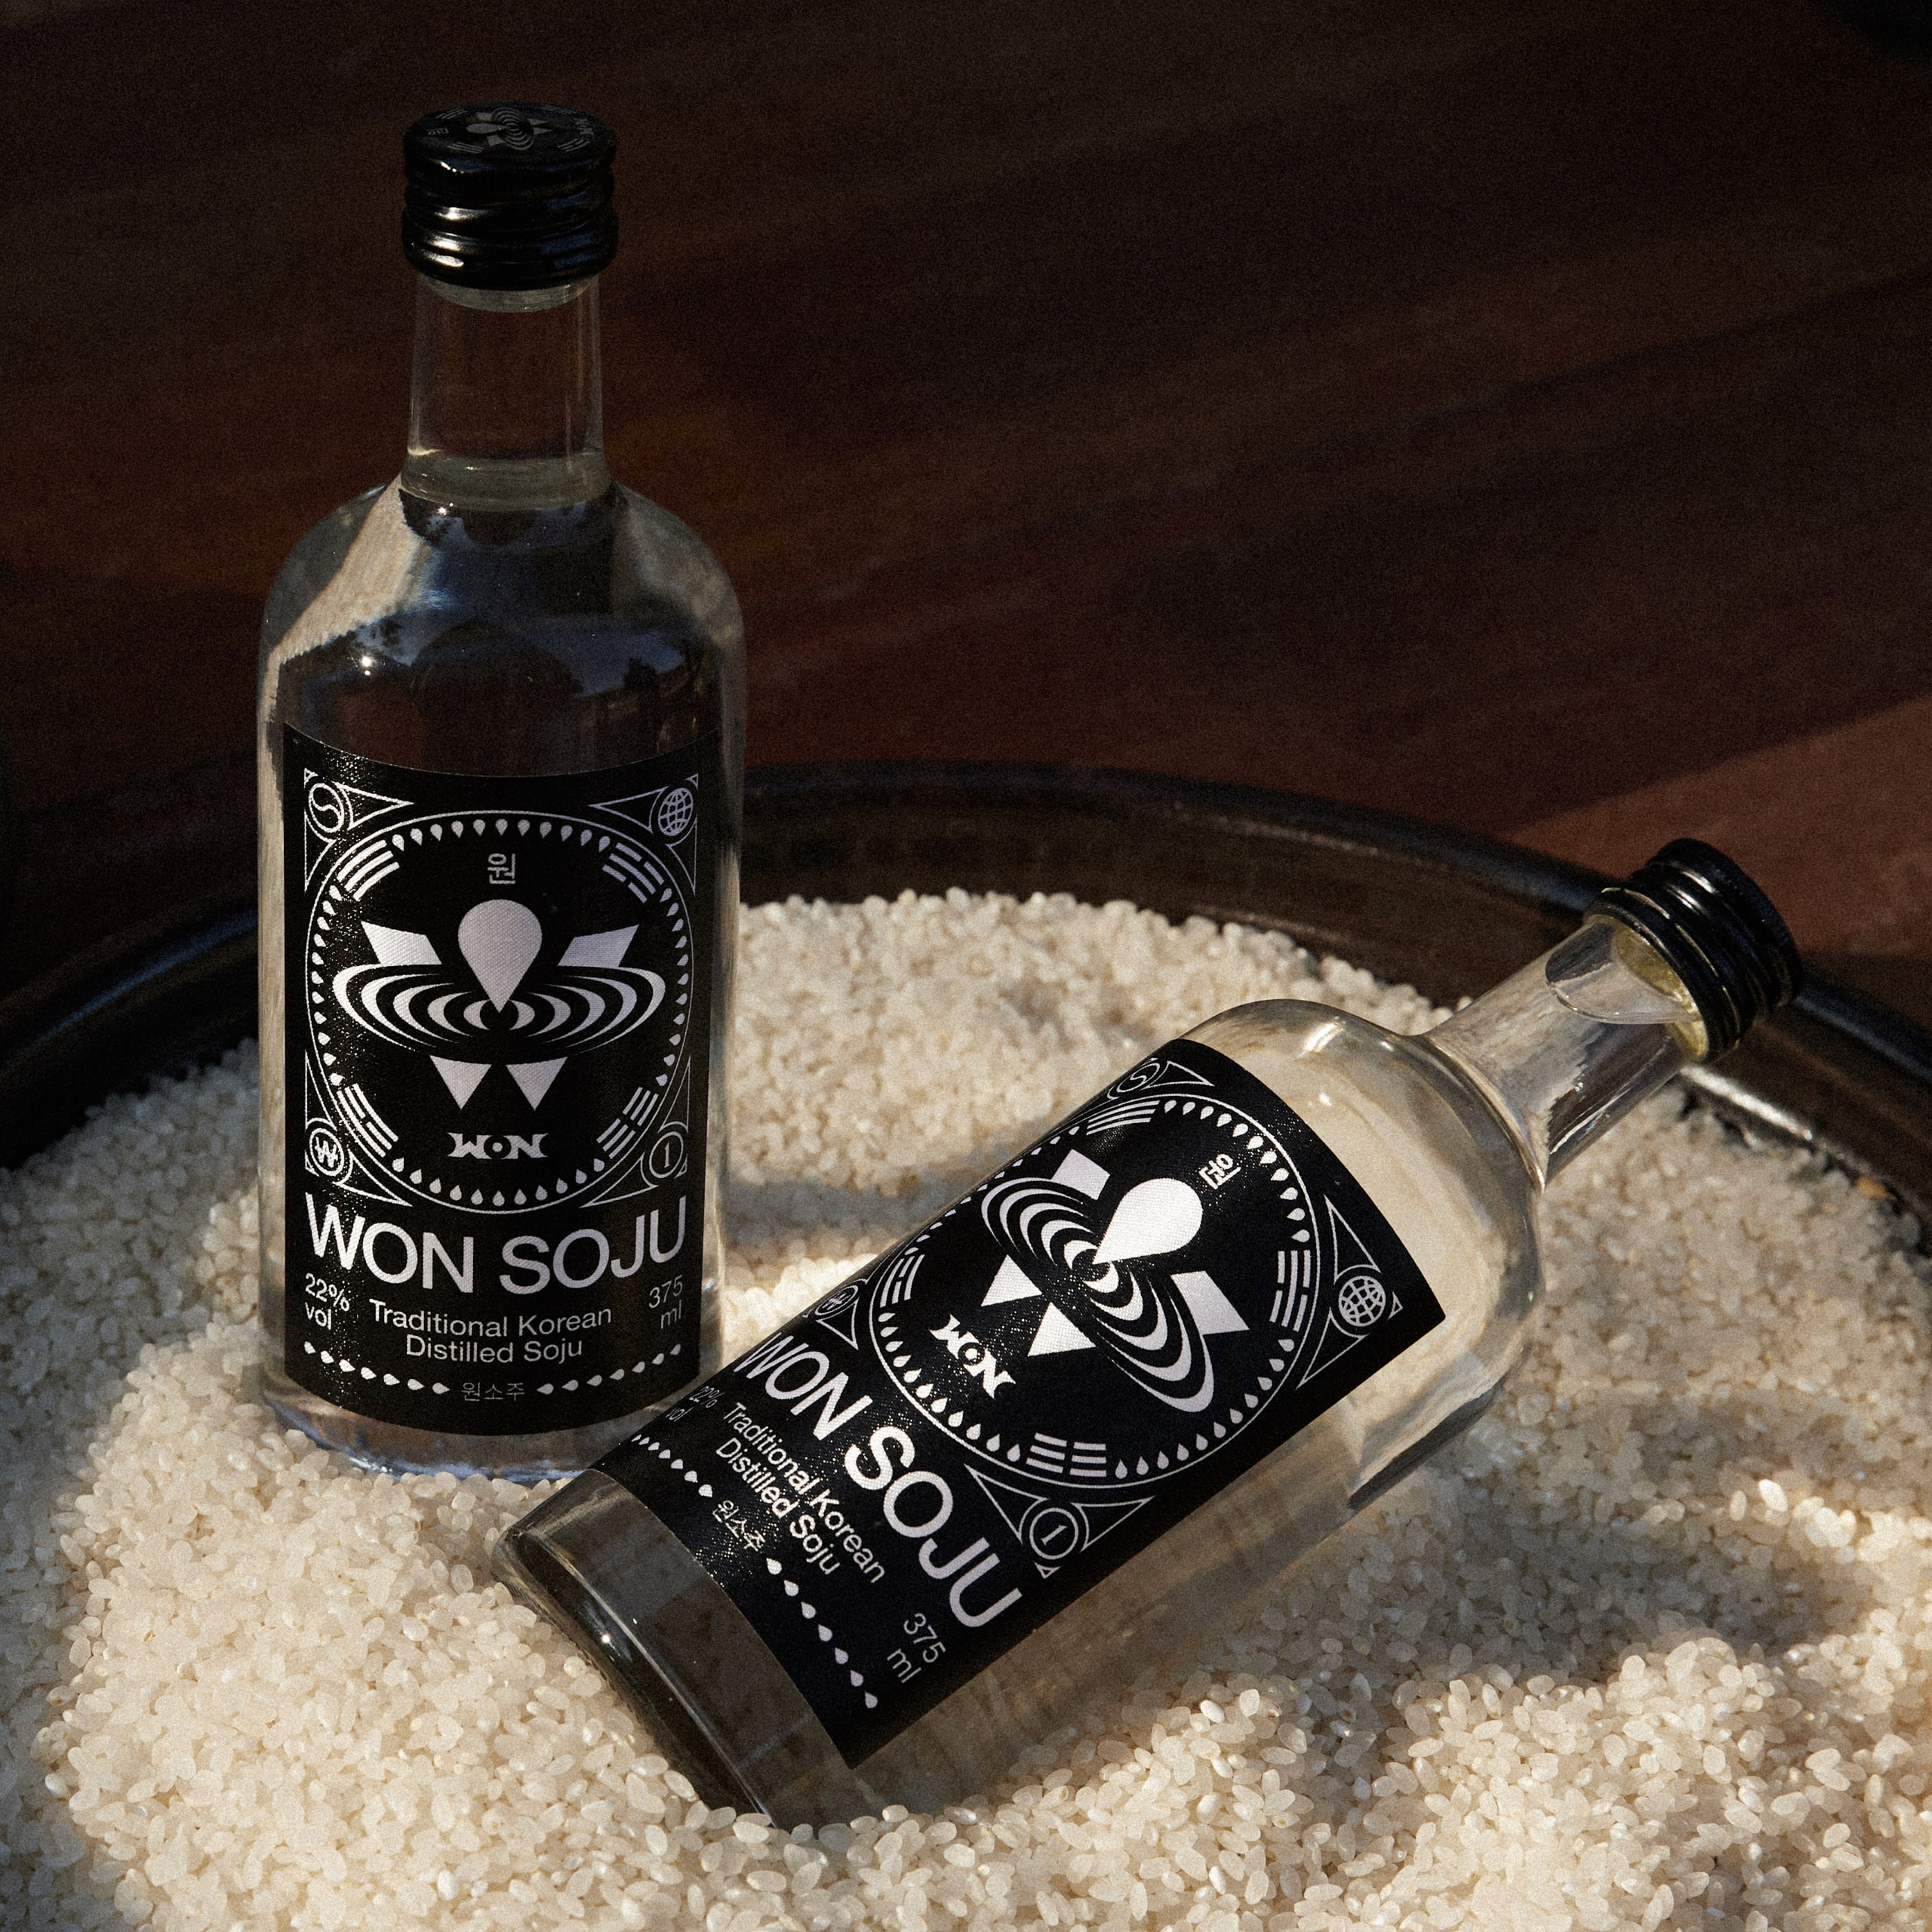 원
WON
WON SOJU
22%
vol
Traditional Korean
Distilled Soju
375
ml
원소주
원
WON
WON SOJU
22%
vol
Traditional Korean
Distilled Soju
375
ml
원소주